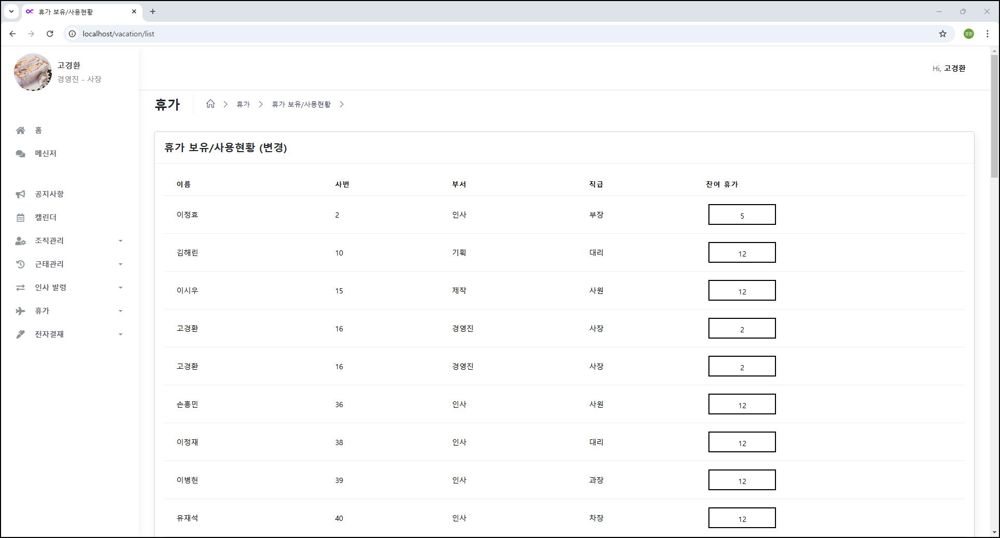 휴가 보유/사용현황
localhost/vacation/list
경환
고경환
경영진 - 사장
Hi, 고경환
홈
메신저
공지사항
캘린더
조직관리
근태관리
인사 발령
휴가
전자결재
휴가 휴가 휴가 보유/사용현황
휴가 보유/사용현황 (변경)
이름 사번 부서 직급 잔여 휴가
이정효 2 인사 부장 5
김해린 10 기획 대리 12
이시우 15 제작 사원 12
고경환 16 경영진 사장 2
고경환 16 경영진 사장 2
손흥민 36 인사 사원 12
이정재 38 인사 대리 12
이병헌 39 인사 과장 12
유재석 40 인사 차장 12